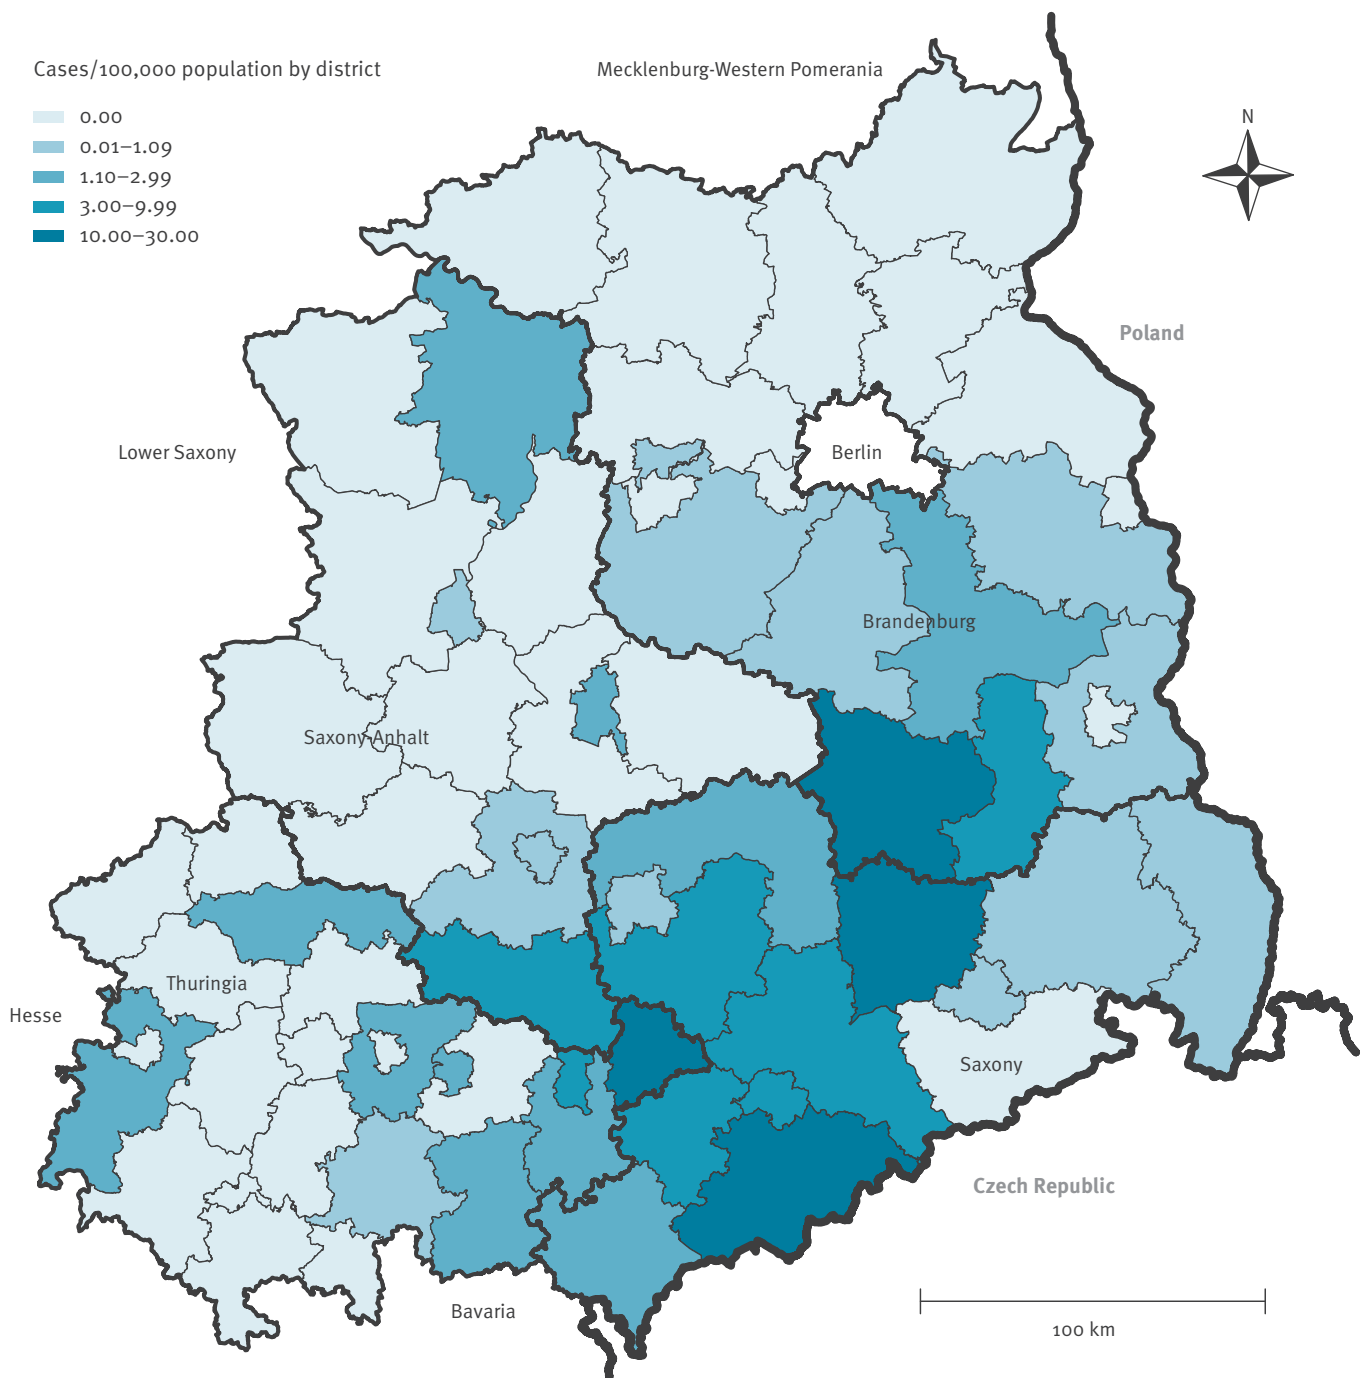 Mecklenburg-Western Pomerania
Cases/100,000 population by district
0.00
0.01–1.09
1.10–2.99
3.00–9.99
10.00–30.00
N
Poland
Lower Saxony
Berlin
Brandenburg
Saxony-Anhalt
Thuringia
Hesse
Saxony
Czech Republic
Bavaria
100 km